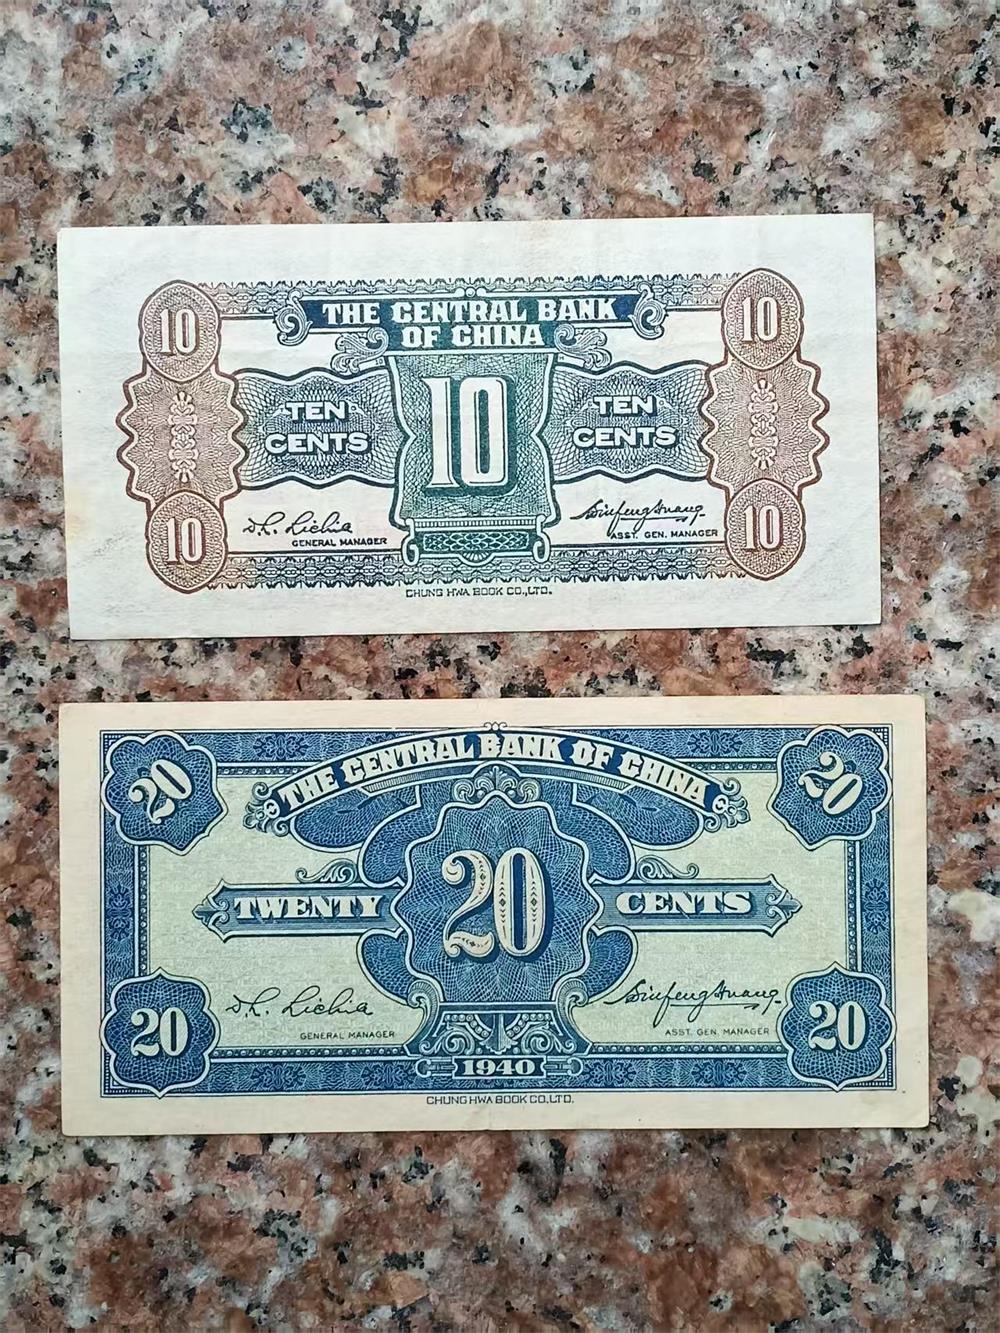 10
10
THE CENTRAL BANK
OF CHINA
10
TEN
CENTS
TEN
CENTS
10
10
GENERAL MANAGER
ASST. GEN. MANAGER
CHUNG HWA BOOK CO.,LTD.
20
THE CENTRAL BANK OF CHINA
20
20
TWENTY
CENTS
20
20
GENERAL MANAGER
ASST. GEN. MANAGER
1940
CHUNG HWA BOOK CO.,LTD.